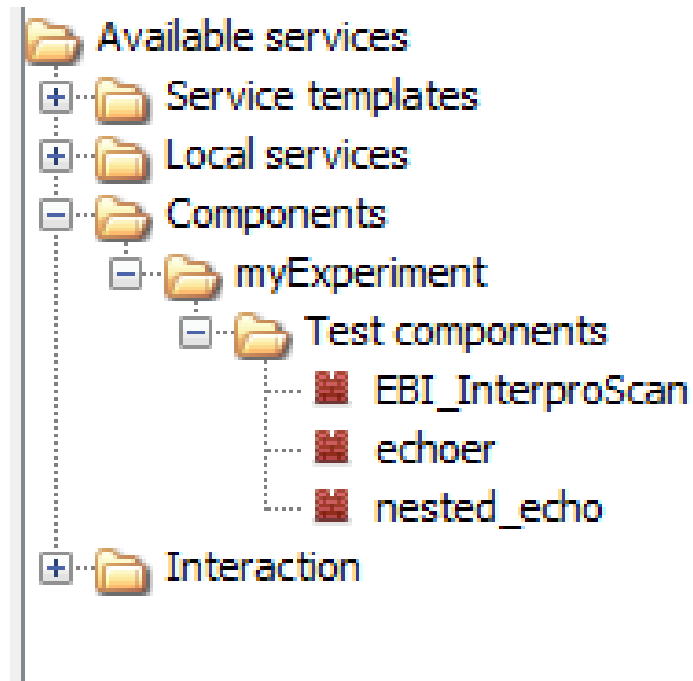 Available services
Service templates
Local services
Components
myExperiment
Test components
EBI_InterproScan
echoer
nested_echo
Interaction